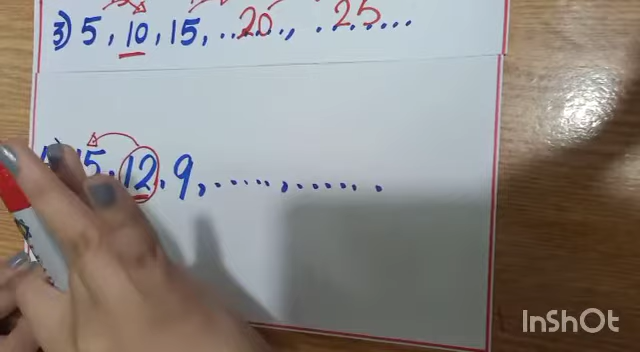 3) 5, 10, 15, ..20.., ..25...
15, 12, 9, ......, ...... .
InShOt